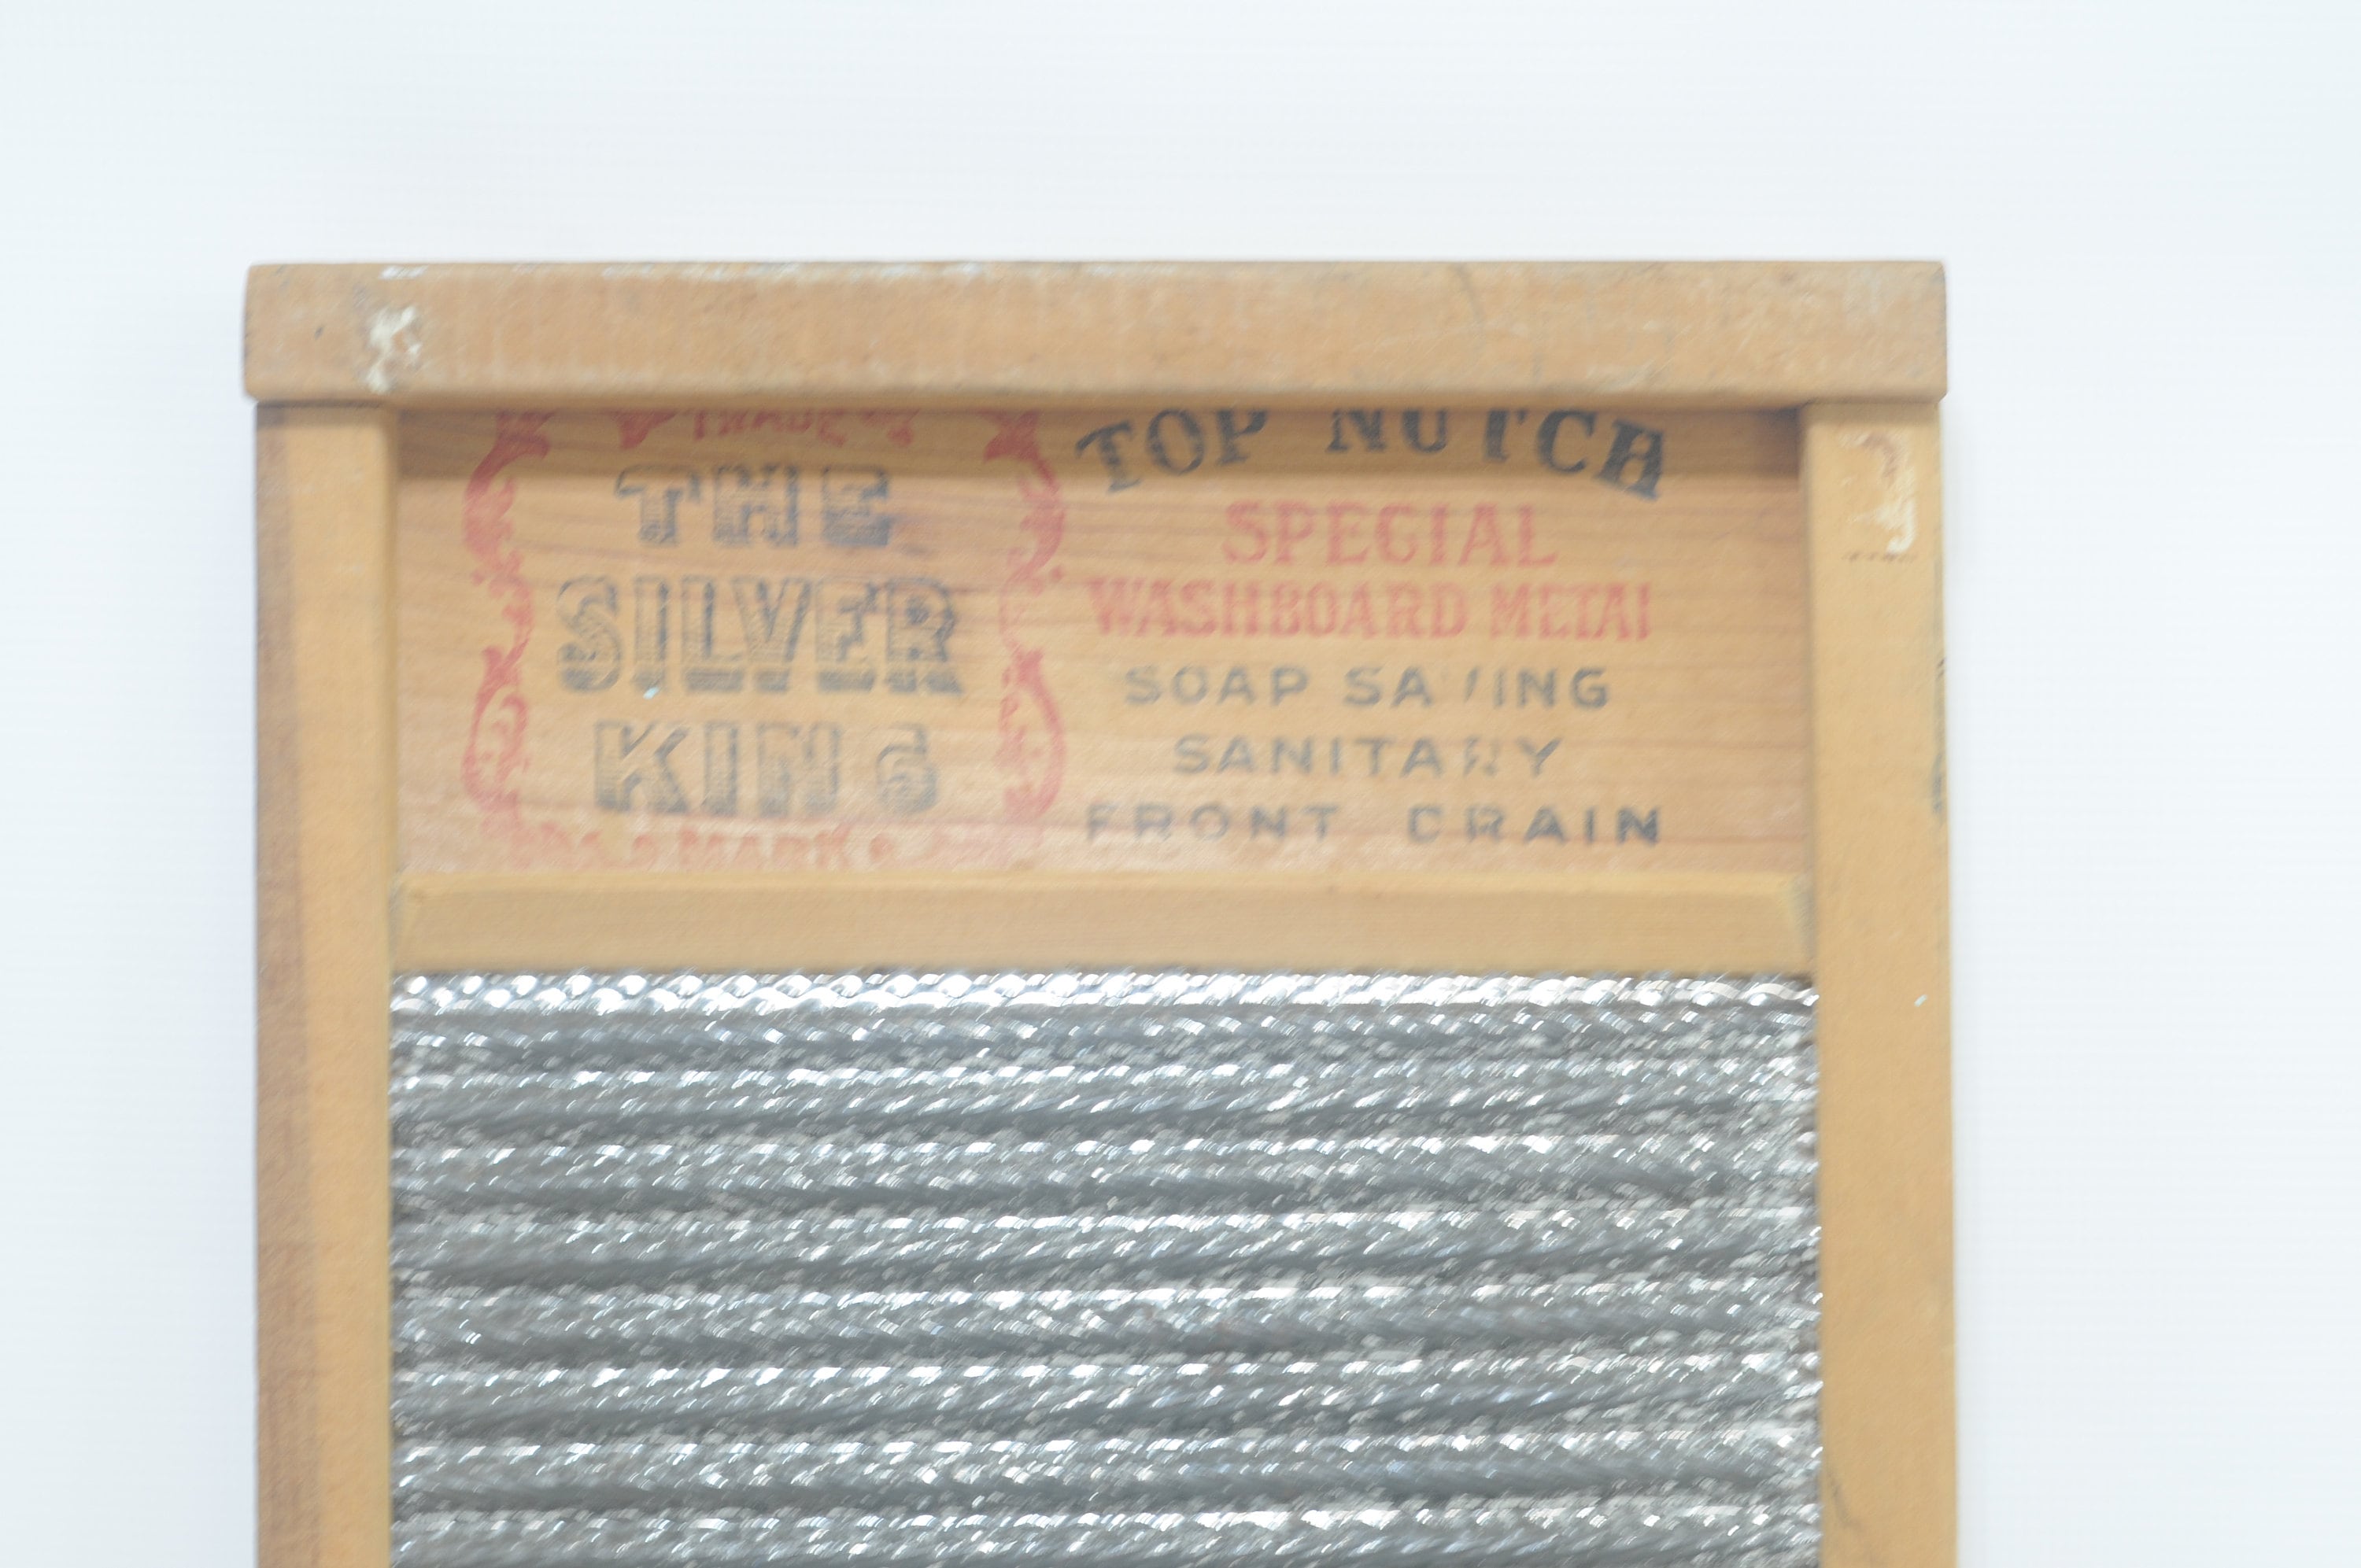 THE
SILVER
KING
TOP NOTCH
SPECIAL
WASHBOARD METAL
SOAP SAVING
SANITARY
FRONT DRAIN